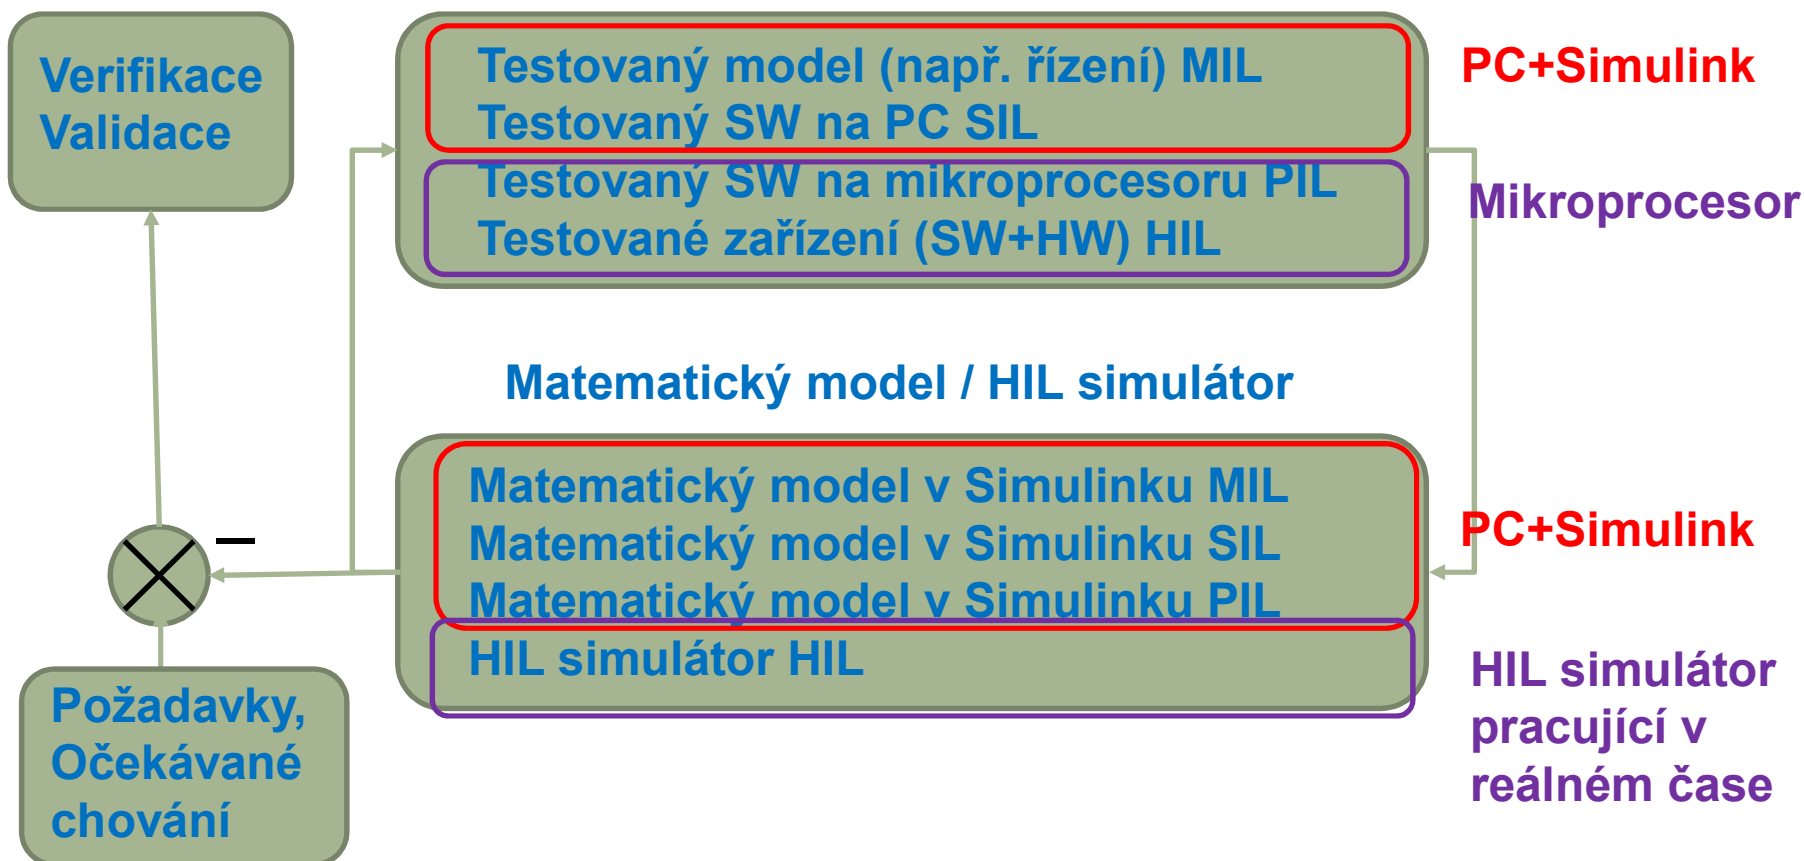 Verifikace
Validace
Testovaný model (např. řízení) MIL
Testovaný SW na PC SIL
Testovaný SW na mikroprocesoru PIL
Testované zařízení (SW+HW) HIL
PC+Simulink
Mikroprocesor
Matematický model / HIL simulátor
Matematický model v Simulinku MIL
Matematický model v Simulinku SIL
Matematický model v Simulinku PIL
HIL simulátor HIL
PC+Simulink
HIL simulátor
pracující v
reálném čase
Požadavky,
Očekávané
chování